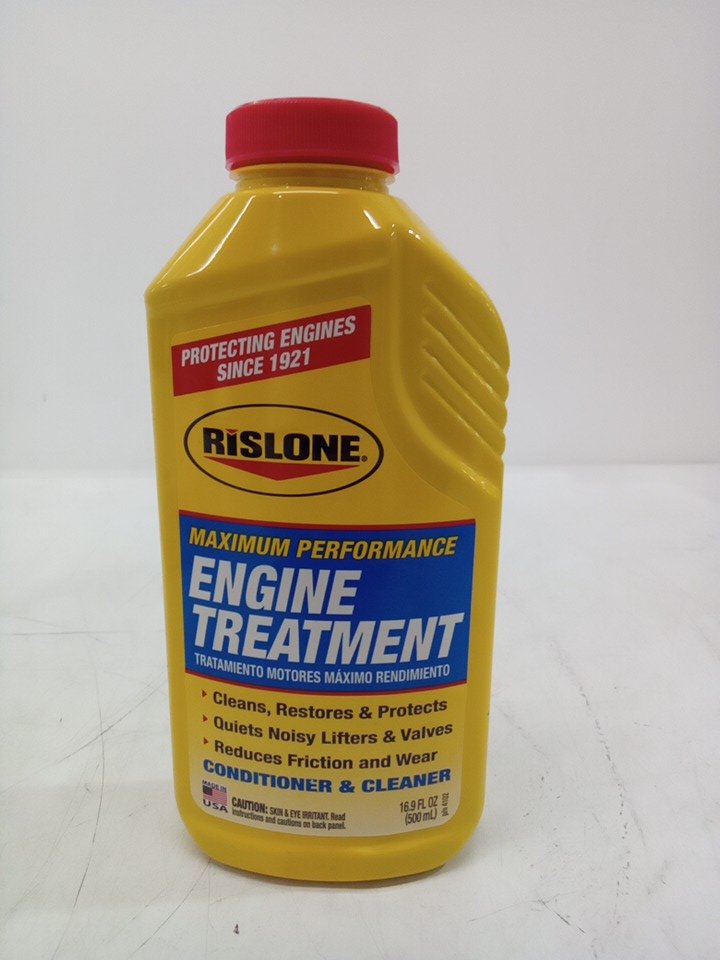 PROTECTING ENGINES
SINCE 1921
RISLONE®
MAXIMUM PERFORMANCE
ENGINE
TREATMENT
TRATAMIENTO MOTORES MÁXIMO RENDIMIENTO
Cleans, Restores & Protects
Quiets Noisy Lifters & Valves
Reduces Friction and Wear
CONDITIONER & CLEANER
MADE IN
USA
CAUTION: SKIN & EYE IRRITANT. Read
instructions and cautions on back panel.
16.9 FL OZ
(500 mL)
p/n 4102